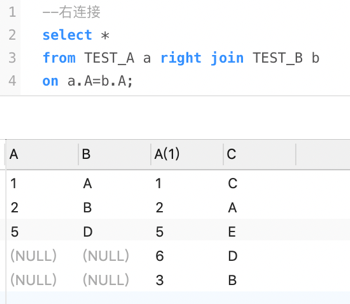 1 --右连接
2 select *
3 from TEST_A a right join TEST_B b
4 on a.A=b.A;
A B A(1) C
1 A 1 C
2 B 2 A
5 D 5 E
(NULL) (NULL) 6 D
(NULL) (NULL) 3 B